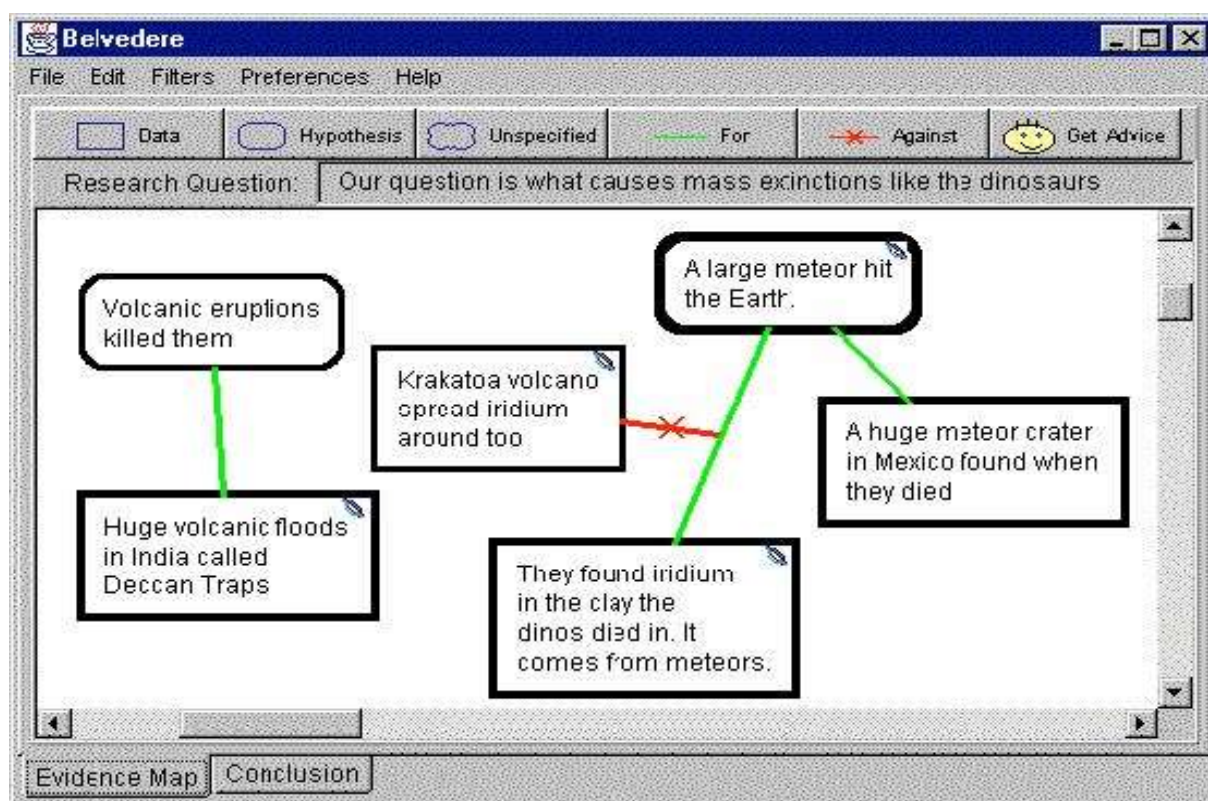 Belvedere
File Edit Filters Preferences Help
Data Hypothesis Unspecified For Against Get Advice
Research Question: Our question is what causes mass exinctions like the dinosaurs
A large meteor hit
the Earth.
Volcanic eruptions
killed them
Krakatoa volcano
spread iridium
around too
A huge meteor crater
in Mexico found when
they died
Huge volcanic floods
in India called
Deccan Traps
They found iridium
in the clay the
dinos died in. It
comes from meteors.
Evidence Map Conclusion